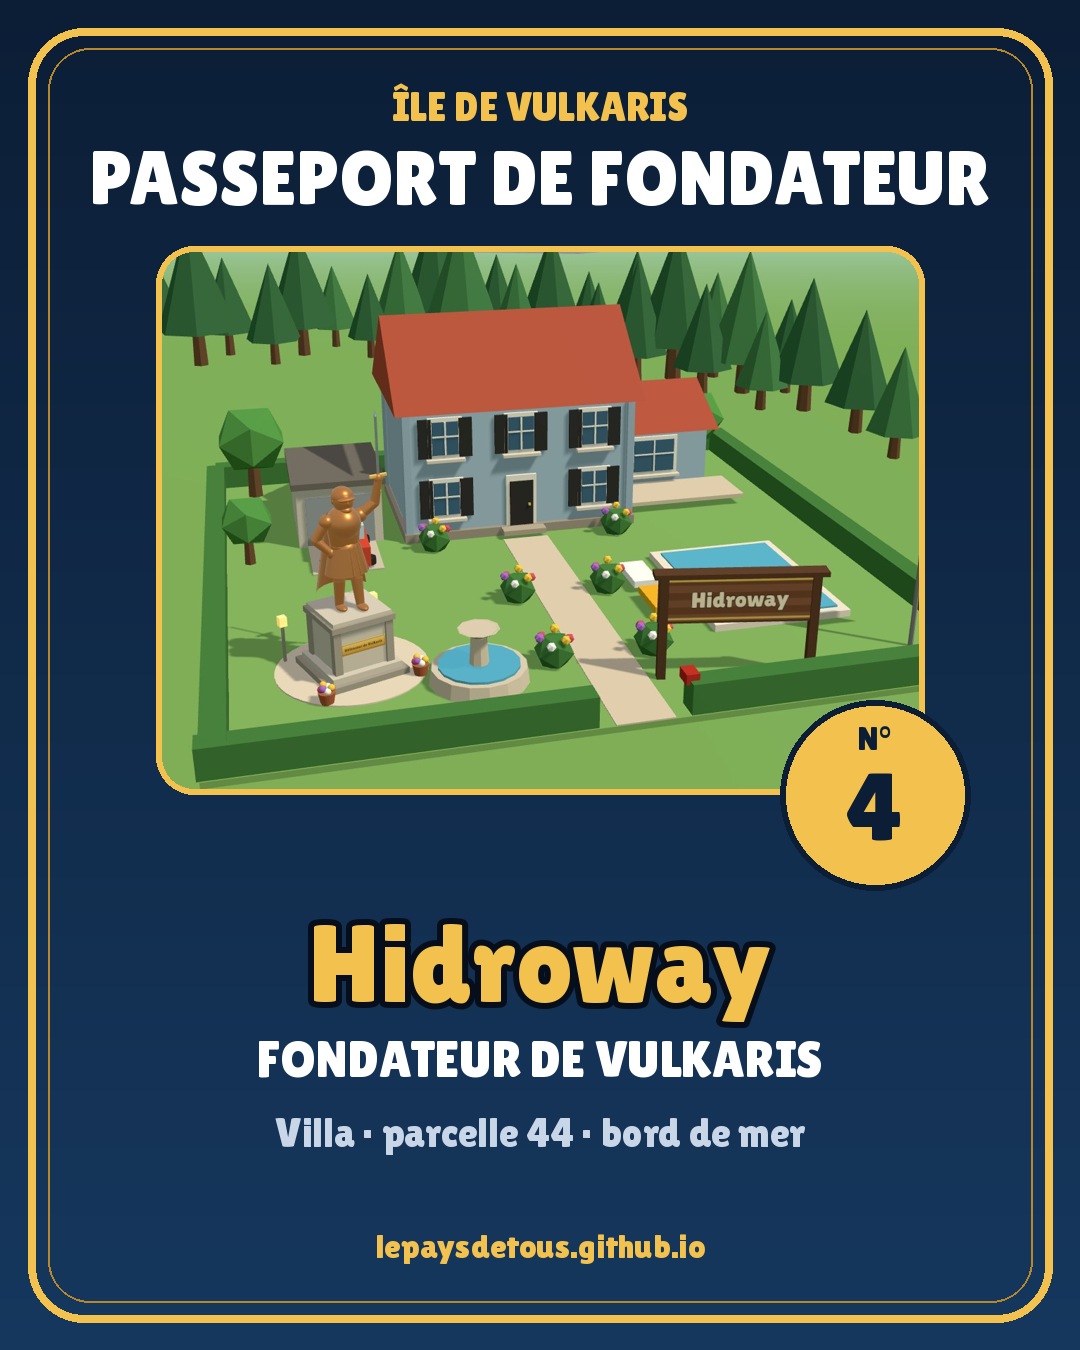 ÎLE DE VULKARIS
PASSEPORT DE FONDATEUR
Hidroway
N°
4
Hidroway
FONDATEUR DE VULKARIS
Villa · parcelle 44 · bord de mer
lepaysdetous.github.io